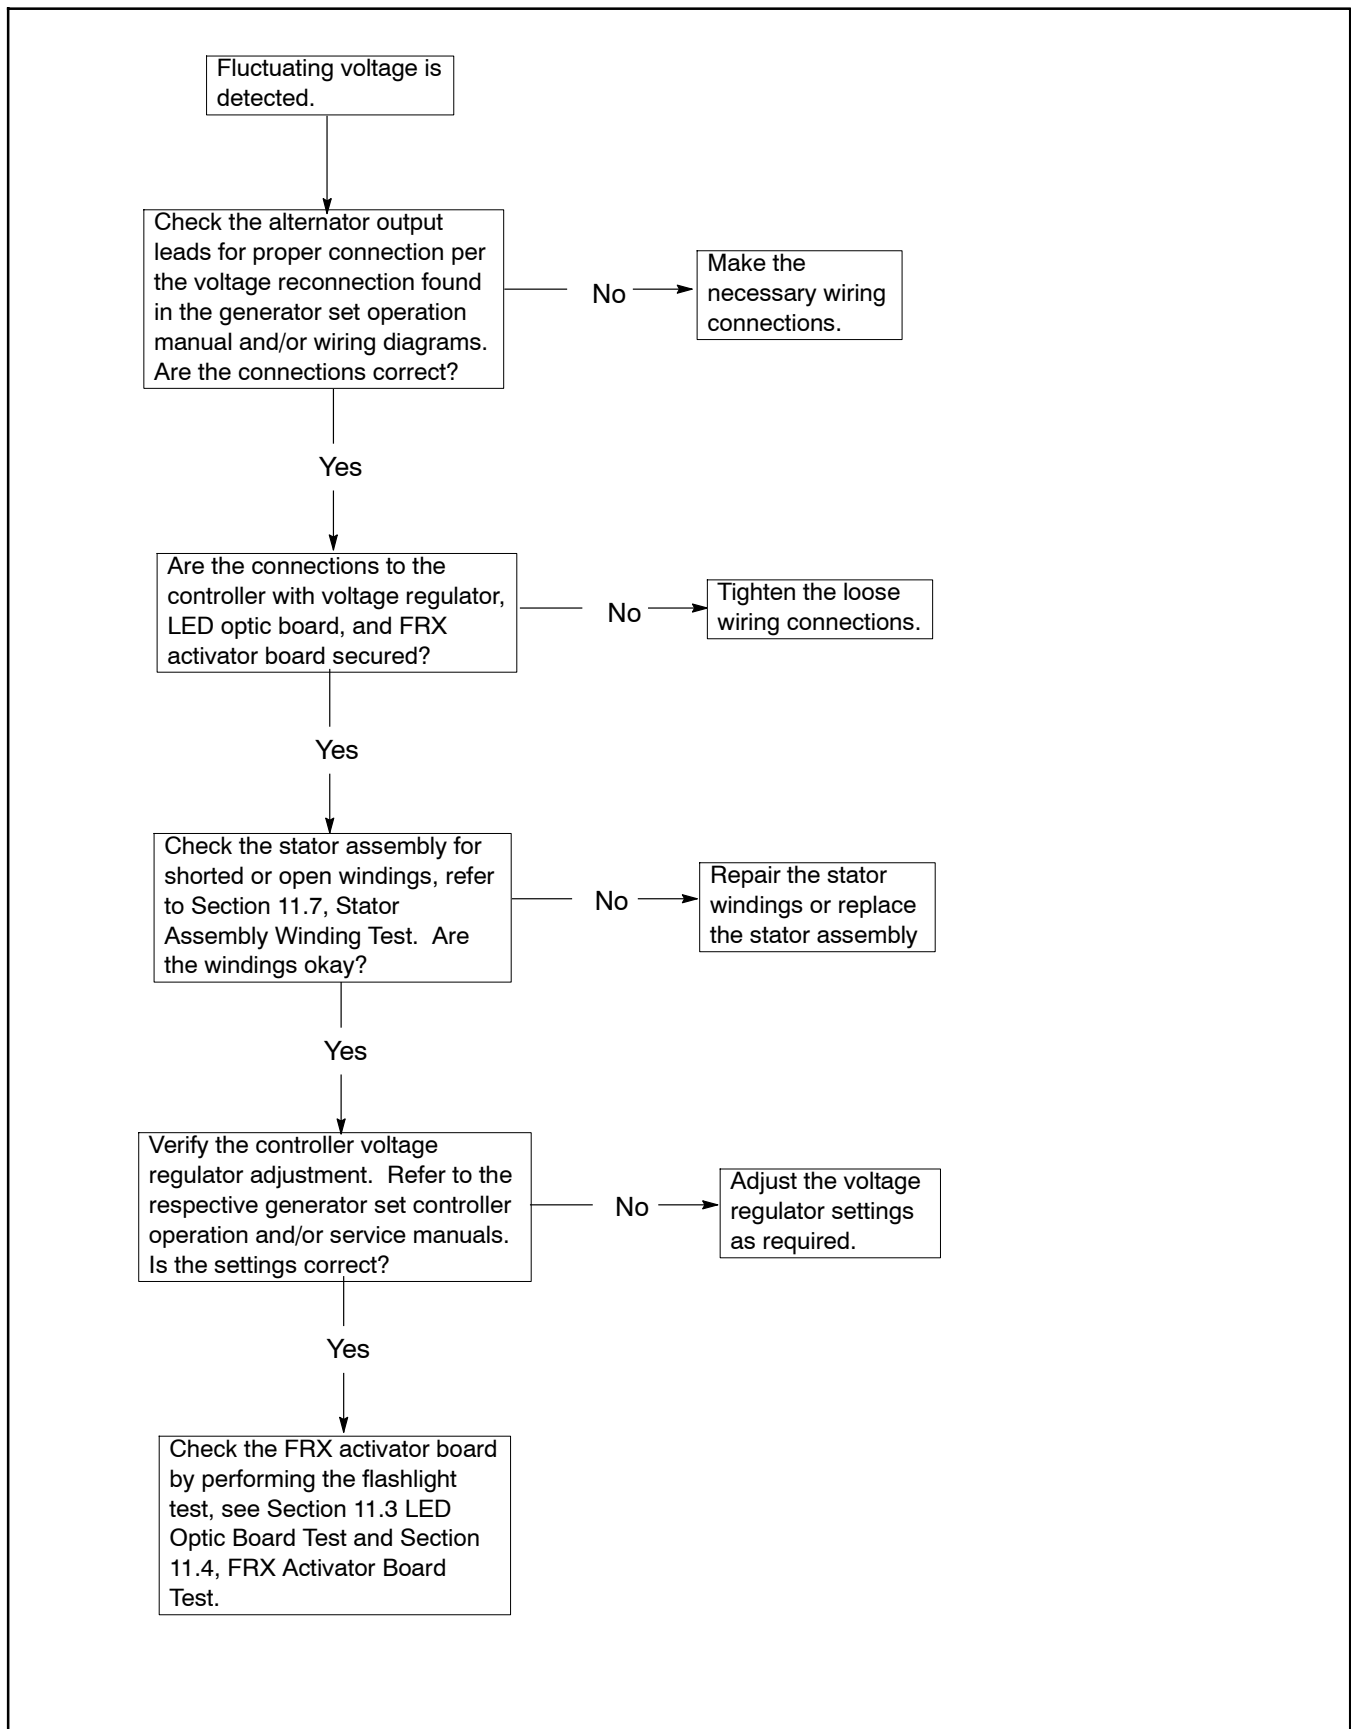 Fluctuating voltage is
detected.
Check the alternator output
leads for proper connection per
the voltage reconnection found
in the generator set operation
manual and/or wiring diagrams.
Are the connections correct?
No
Make the
necessary wiring
connections.
Yes
Are the connections to the
controller with voltage regulator,
LED optic board, and FRX
activator board secured?
No
Tighten the loose
wiring connections.
Yes
Check the stator assembly for
shorted or open windings, refer
to Section 11.7, Stator
Assembly Winding Test.  Are
the windings okay?
No
Repair the stator
windings or replace
the stator assembly
Yes
Verify the controller voltage
regulator adjustment.  Refer to the
respective generator set controller
operation and/or service manuals.
Is the settings correct?
No
Adjust the voltage
regulator settings
as required.
Yes
Check the FRX activator board
by performing the flashlight
test, see Section 11.3 LED
Optic Board Test and Section
11.4, FRX Activator Board
Test.